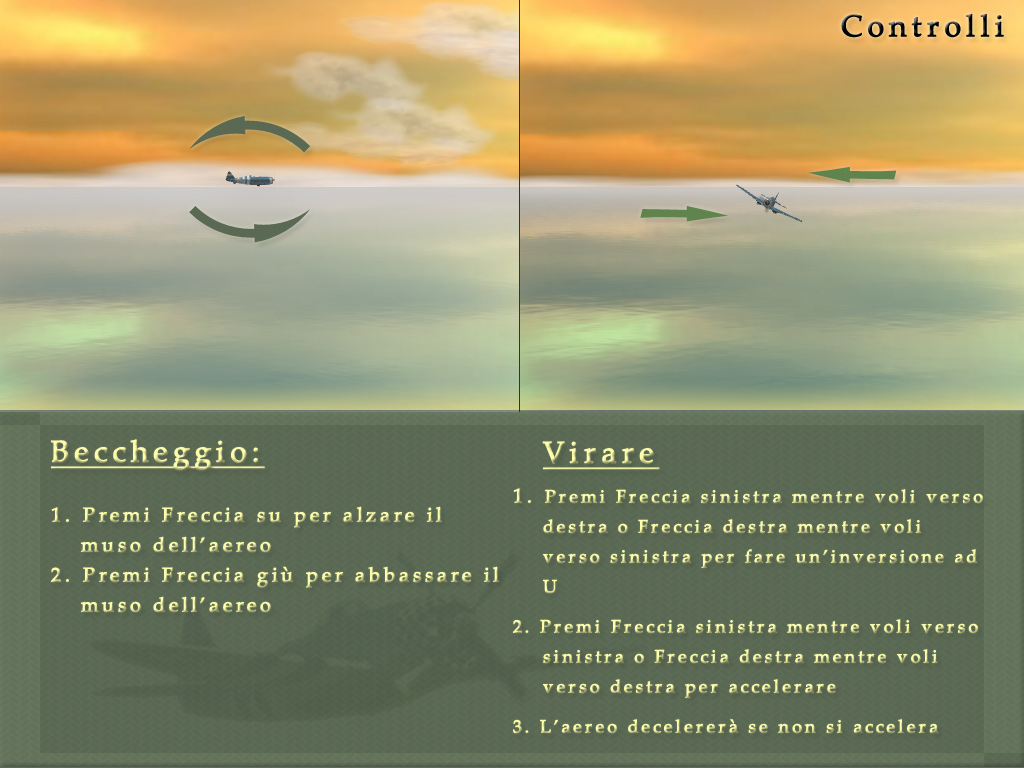 Controlli
Beccheggio:
1. Premi Freccia su per alzare il
muso dell'aereo
2. Premi Freccia giù per abbassare il
muso dell'aereo
Virare
1. Premi Freccia sinistra mentre voli verso
destra o Freccia destra mentre voli
verso sinistra per fare un'inversione ad
U
2. Premi Freccia sinistra mentre voli verso
sinistra o Freccia destra mentre voli
verso destra per accelerare
3. L'aereo decelererà se non si accelera